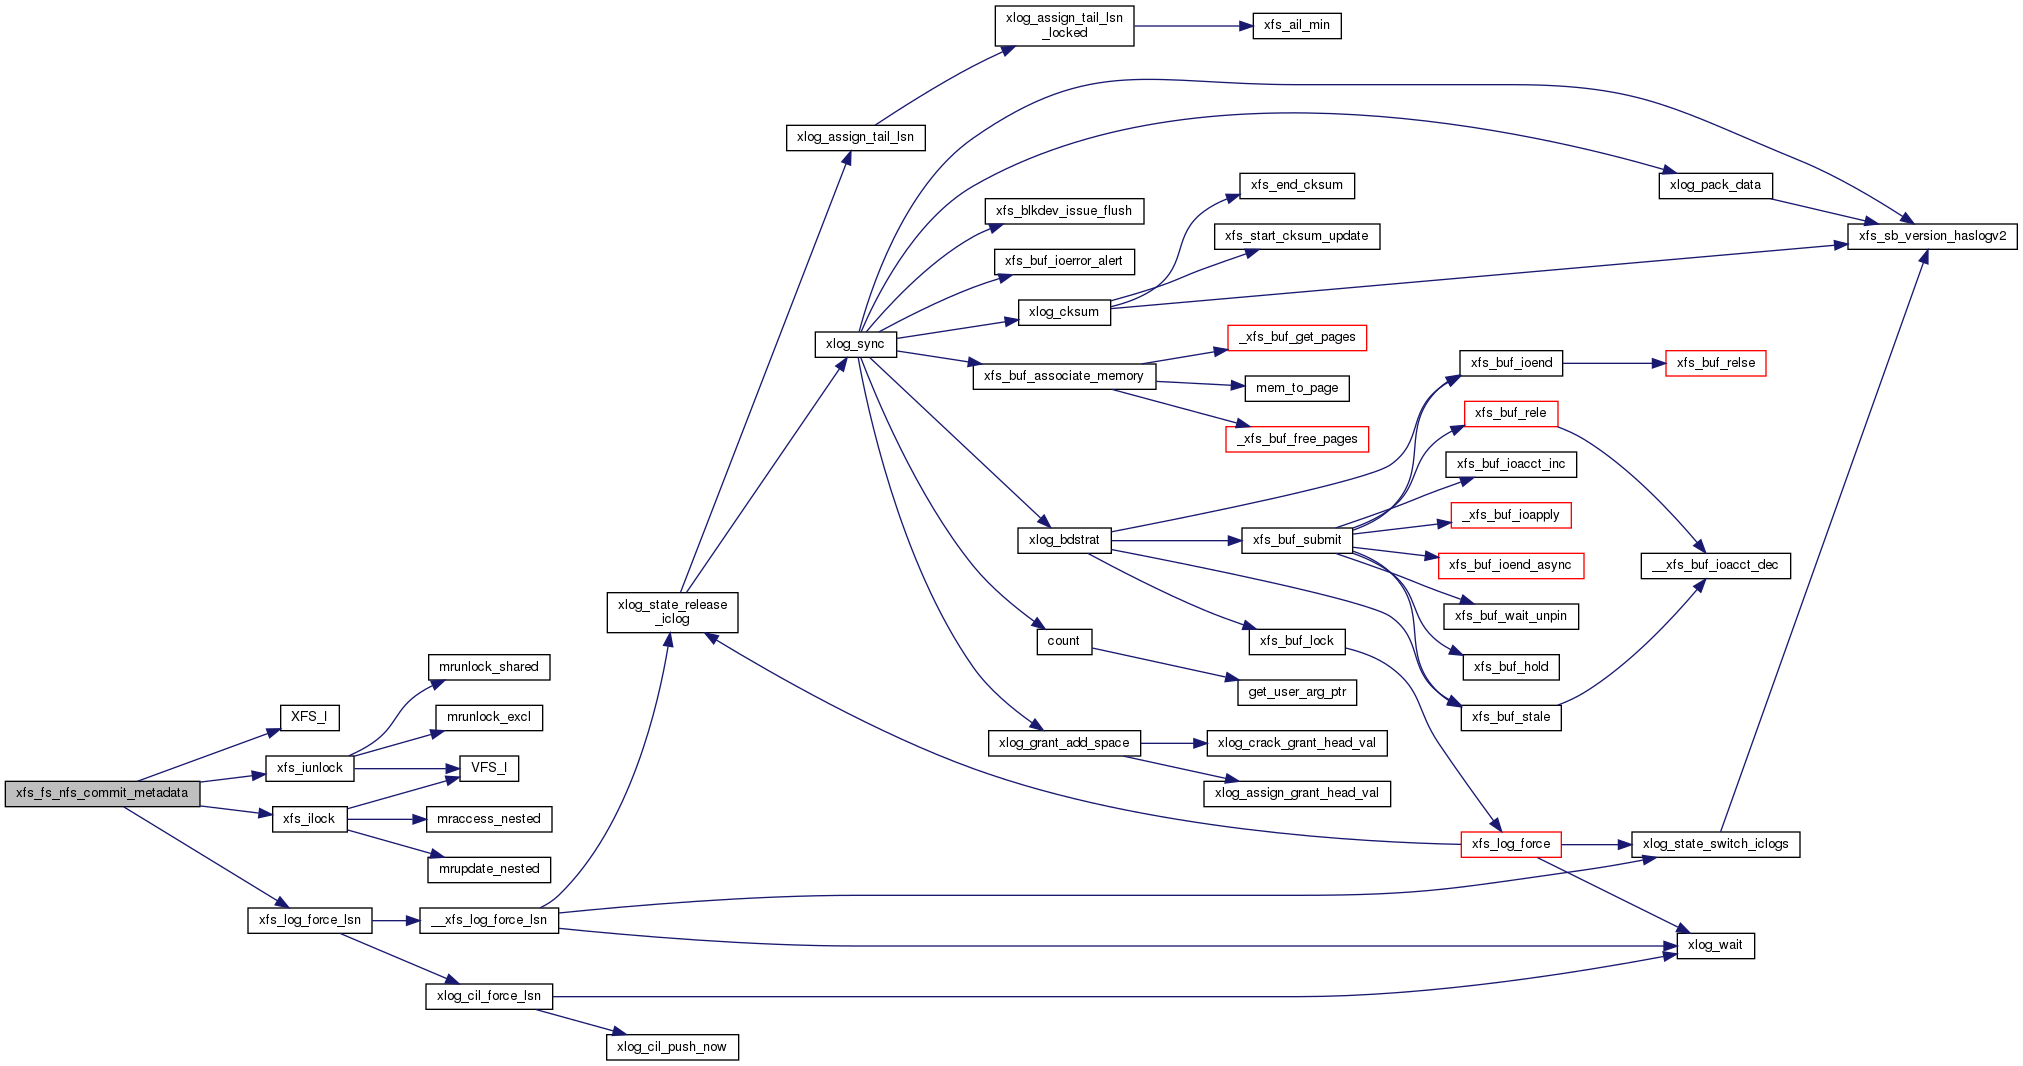 xlog_assign_tail_lsn
_locked
xfs_ail_min
xlog_assign_tail_lsn
xfs_end_cksum
xlog_pack_data
xfs_blkdev_issue_flush
xfs_start_cksum_update
xfs_sb_version_haslogv2
xfs_buf_ioerror_alert
xlog_cksum
xlog_sync
_xfs_buf_get_pages
xfs_buf_associate_memory
mem_to_page
_xfs_buf_free_pages
xfs_buf_ioend
xfs_buf_relse
xfs_buf_rele
xfs_buf_ioacct_inc
_xfs_buf_ioapply
xlog_bdstrat
xfs_buf_submit
xfs_buf_ioend_async
__xfs_buf_ioacct_dec
xlog_state_release
_iclog
xfs_buf_wait_unpin
count
xfs_buf_lock
xfs_buf_hold
mrunlock_shared
get_user_arg_ptr
XFS_I
mrunlock_excl
xfs_buf_stale
xlog_grant_add_space
xlog_crack_grant_head_val
xfs_iunlock
VFS_I
xfs_fs_nfs_commit_metadata
xlog_assign_grant_head_val
xfs_ilock
mraccess_nested
xfs_log_force
xlog_state_switch_iclogs
mrupdate_nested
xfs_log_force_lsn
__xfs_log_force_lsn
xlog_wait
xlog_cil_force_lsn
xlog_cil_push_now